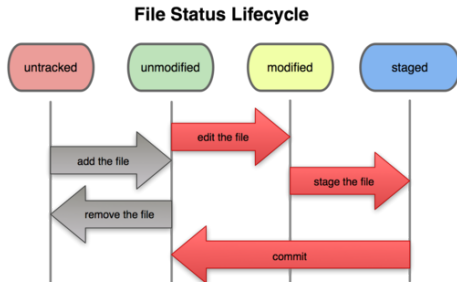 File Status Lifecycle
untracked
unmodified
modified
staged
edit the file
add the file
stage the file
remove the file
commit